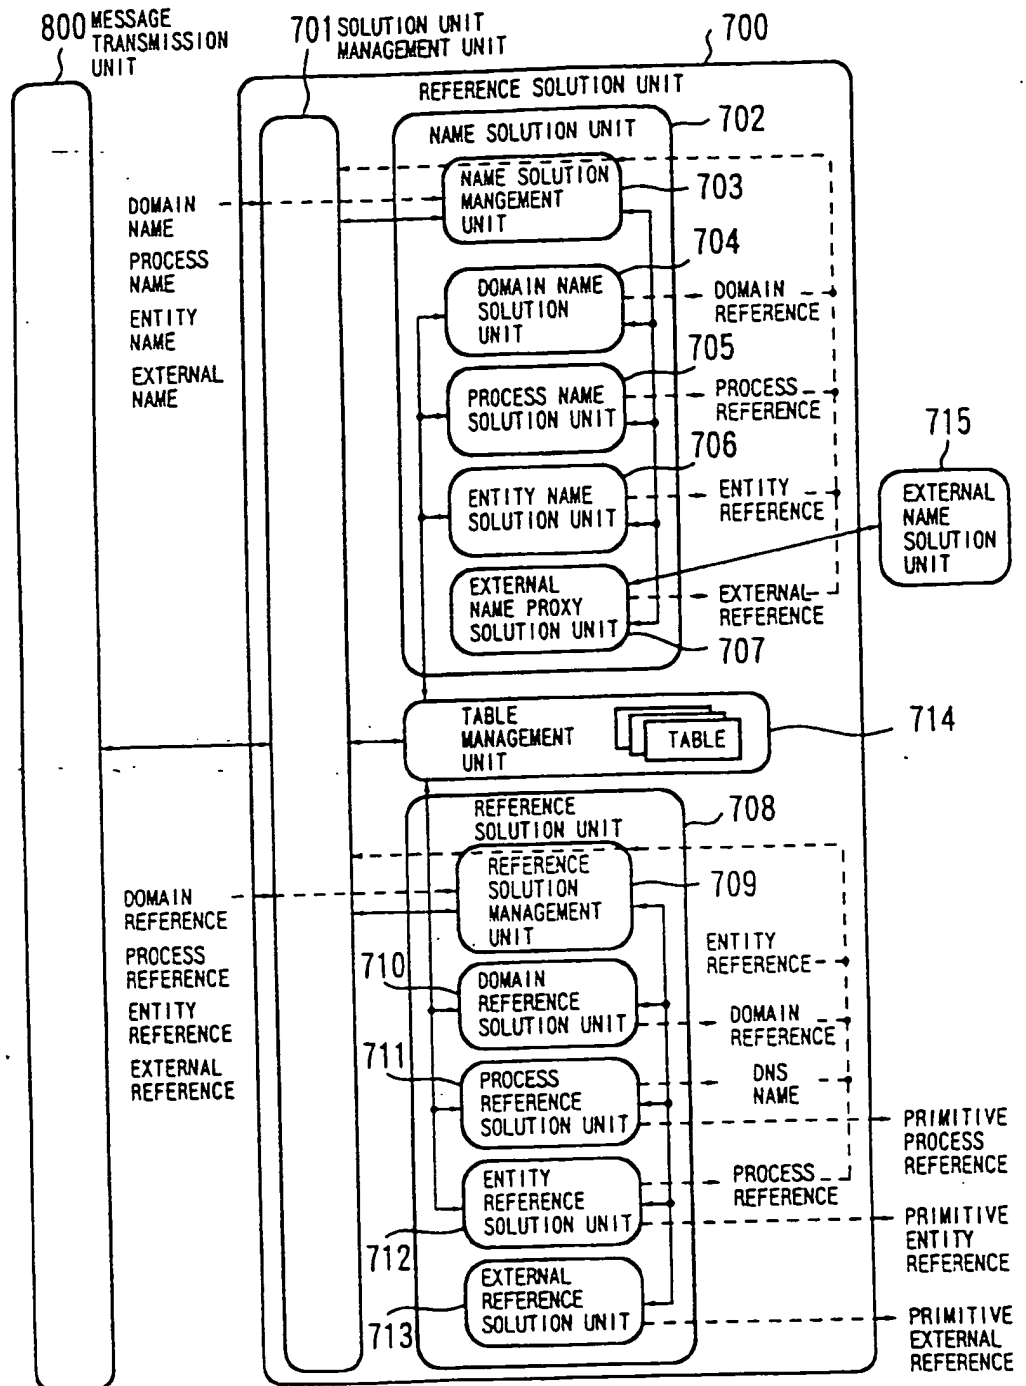 800 MESSAGE
TRANSMISSION
UNIT
701 SOLUTION UNIT
MANAGEMENT UNIT
700
REFERENCE SOLUTION UNIT
NAME SOLUTION UNIT
702
NAME SOLUTION
MANGEMENT
UNIT
703
DOMAIN
NAME
PROCESS
NAME
ENTITY
NAME
EXTERNAL
NAME
704
DOMAIN NAME
SOLUTION
UNIT
DOMAIN
REFERENCE
705
PROCESS NAME
SOLUTION UNIT
PROCESS
REFERENCE
706
ENTITY NAME
SOLUTION UNIT
ENTITY
REFERENCE
715
EXTERNAL
NAME
SOLUTION
UNIT
EXTERNAL
NAME PROXY
SOLUTION UNIT
EXTERNAL
REFERENCE
707
TABLE
MANAGEMENT
UNIT
TABLE
714
REFERENCE
SOLUTION UNIT
708
REFERENCE
SOLUTION
MANAGEMENT
UNIT
709
DOMAIN
REFERENCE
PROCESS
REFERENCE
ENTITY
REFERENCE
EXTERNAL
REFERENCE
ENTITY
REFERENCE
710
DOMAIN
REFERENCE
SOLUTION UNIT
DOMAIN
REFERENCE
711
PROCESS
REFERENCE
SOLUTION UNIT
DNS
NAME
PRIMITIVE
PROCESS
REFERENCE
ENTITY
REFERENCE
SOLUTION UNIT
PROCESS
REFERENCE
712
PRIMITIVE
ENTITY
REFERENCE
EXTERNAL
REFERENCE
SOLUTION UNIT
713
PRIMITIVE
EXTERNAL
REFERENCE